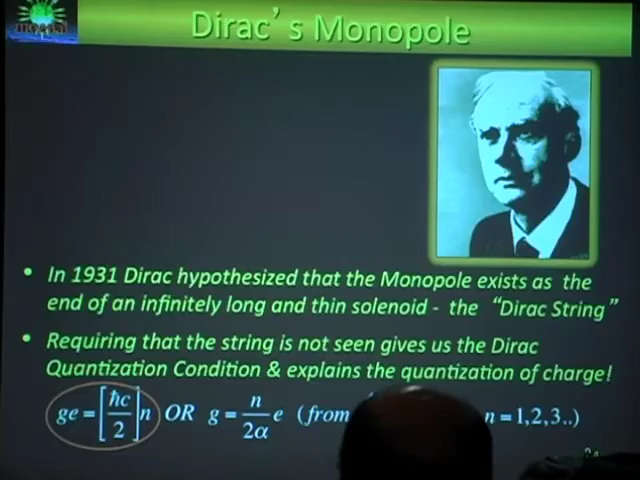 Dirac's Monopole
• In 1931 Dirac hypothesized that the Monopole exists as the
end of an infinitely long and thin solenoid - the “Dirac String”
• Requiring that the string is not seen gives us the Dirac
Quantization Condition & explains the quantization of charge!
ge = [ħc/2]n OR g = n/2α e (from n = 1,2,3..)